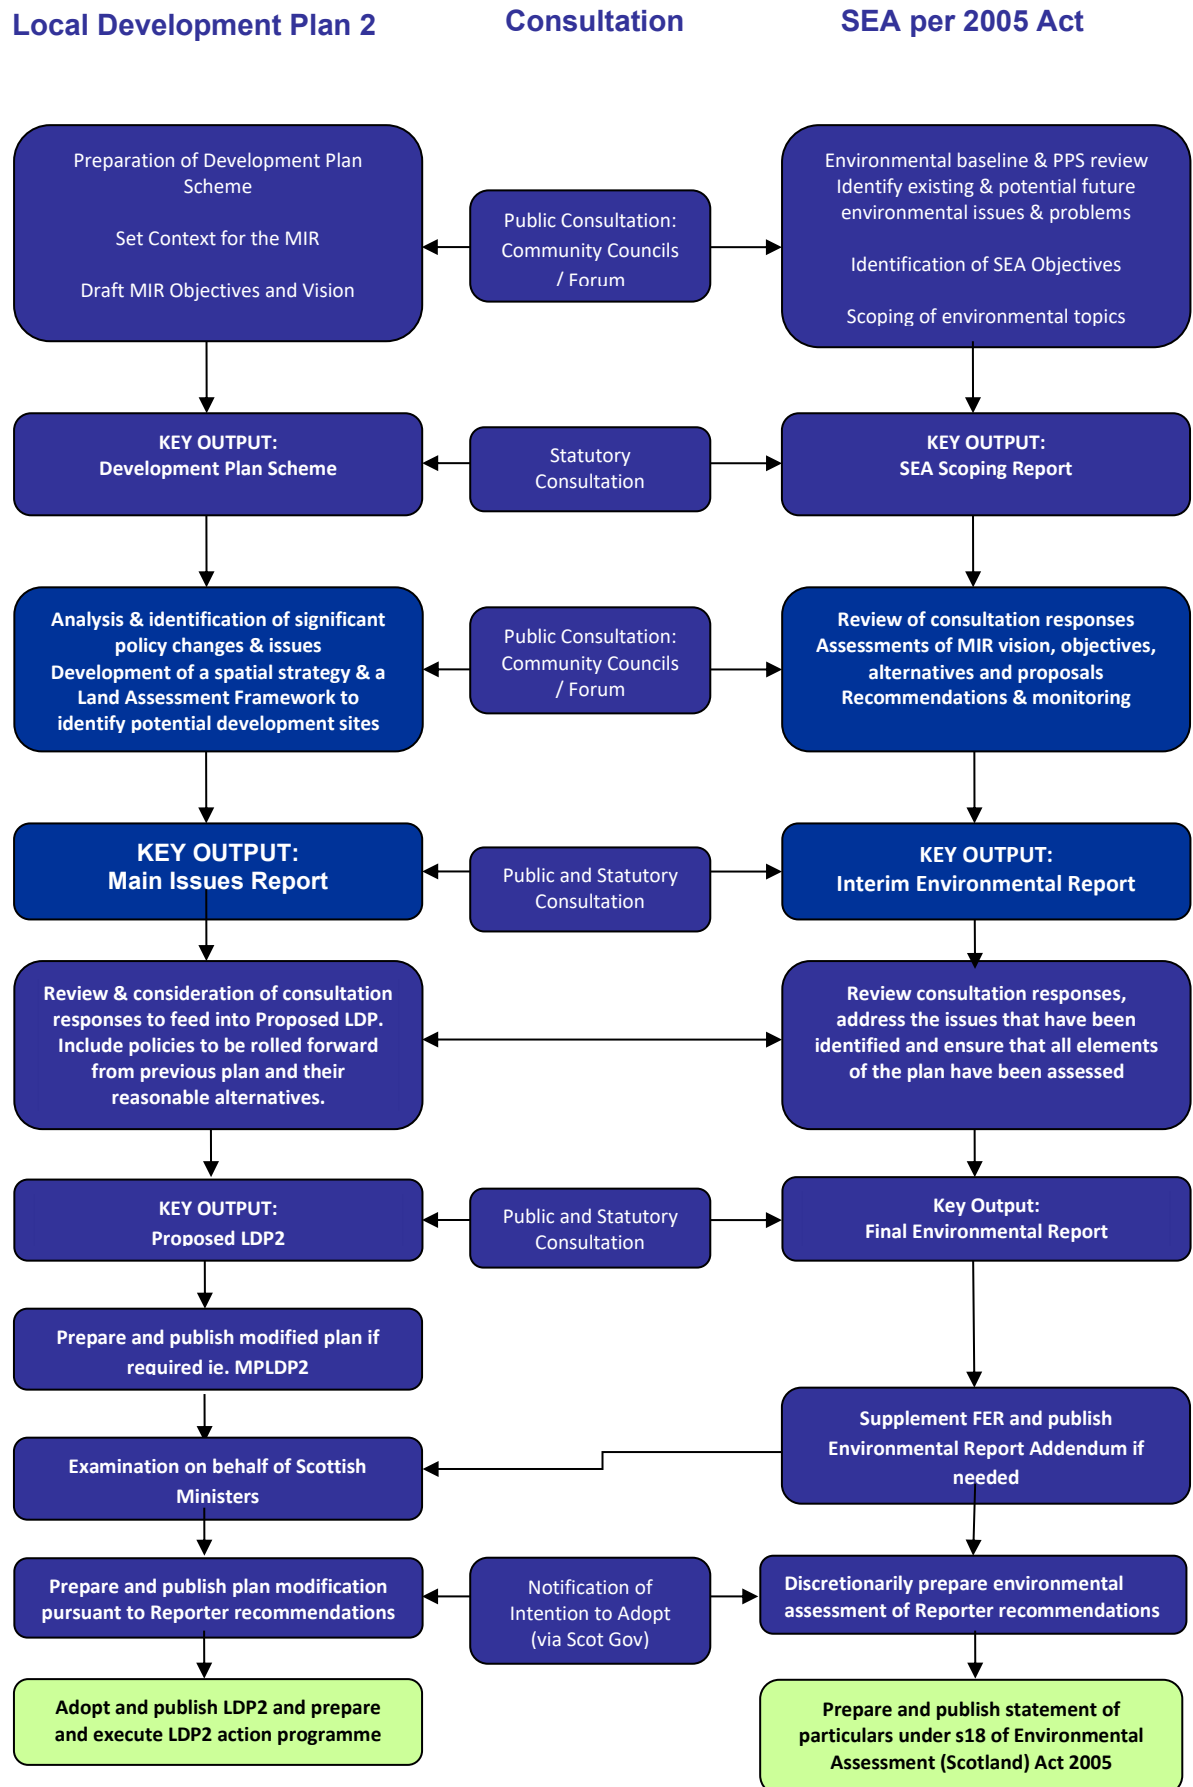 Local Development Plan 2
Consultation
SEA per 2005 Act
Preparation of Development Plan
Scheme
Set Context for the MIR
Draft MIR Objectives and Vision
Public Consultation:
Community Councils
/ Forum
Environmental baseline & PPS review
Identify existing & potential future
environmental issues & problems
Identification of SEA Objectives
Scoping of environmental topics
KEY OUTPUT:
Development Plan Scheme
Statutory
Consultation
KEY OUTPUT:
SEA Scoping Report
Analysis & identification of significant
policy changes & issues
Development of a spatial strategy & a
Land Assessment Framework to
identify potential development sites
Public Consultation:
Community Councils
/ Forum
Review of consultation responses
Assessments of MIR vision, objectives,
alternatives and proposals
Recommendations & monitoring
KEY OUTPUT:
Main Issues Report
Public and Statutory
Consultation
KEY OUTPUT:
Interim Environmental Report
Review & consideration of consultation
responses to feed into Proposed LDP.
Include policies to be rolled forward
from previous plan and their
reasonable alternatives.
Review consultation responses,
address the issues that have been
identified and ensure that all elements
of the plan have been assessed
KEY OUTPUT:
Proposed LDP2
Public and Statutory
Consultation
Key Output:
Final Environmental Report
Prepare and publish modified plan if
required ie. MPLDP2
Supplement FER and publish
Environmental Report Addendum if
needed
Examination on behalf of Scottish
Ministers
Prepare and publish plan modification
pursuant to Reporter recommendations
Notification of
Intention to Adopt
(via Scot Gov)
Discretionarily prepare environmental
assessment of Reporter recommendations
Adopt and publish LDP2 and prepare
and execute LDP2 action programme
Prepare and publish statement of
particulars under s18 of Environmental
Assessment (Scotland) Act 2005